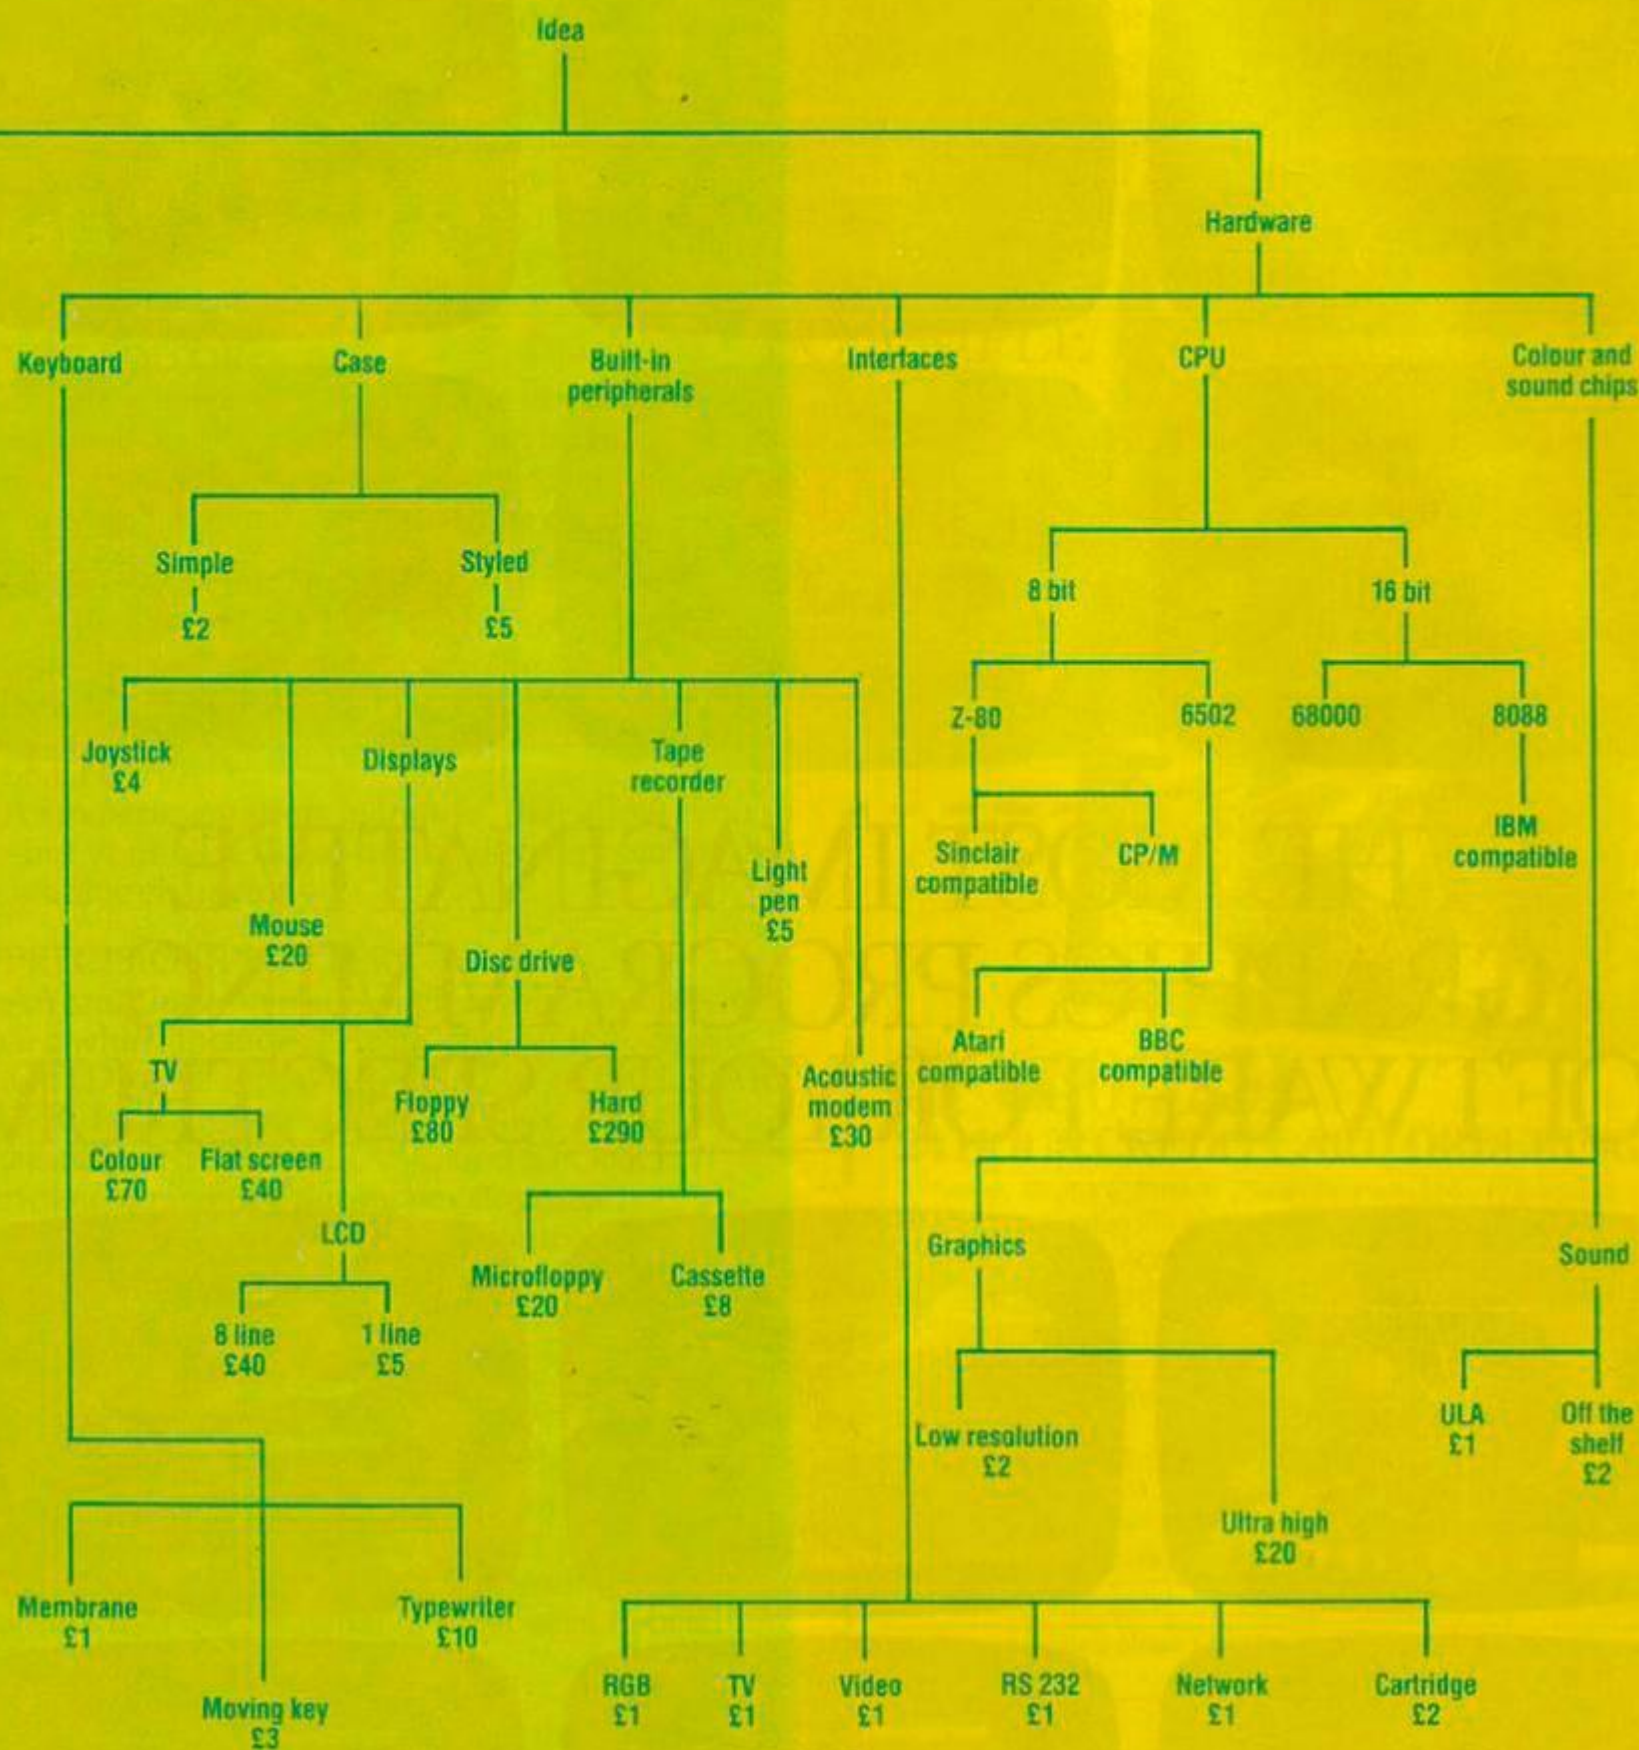 Idea
Hardware
Keyboard
Case
Built-in
peripherals
Interfaces
CPU
Colour and
sound chips
Simple
£2
Styled
£5
8 bit
16 bit
Z-80
6502
68000
8088
Joystick
£4
Displays
Tape
recorder
Mouse
£20
Light
pen
£5
Disc drive
Sinclair
compatible
CP/M
IBM
compatible
TV
Colour
£70
Flat screen
£40
Floppy
£80
Hard
£290
Acoustic
modem
£30
Atari
compatible
BBC
compatible
LCD
8 line
£40
1 line
£5
Microfloppy
£20
Cassette
£8
Graphics
Sound
Low resolution
£2
Ultra high
£20
ULA
£1
Off the
shelf
£2
Membrane
£1
Moving key
£3
Typewriter
£10
RGB
£1
TV
£1
Video
£1
RS 232
£1
Network
£1
Cartridge
£2